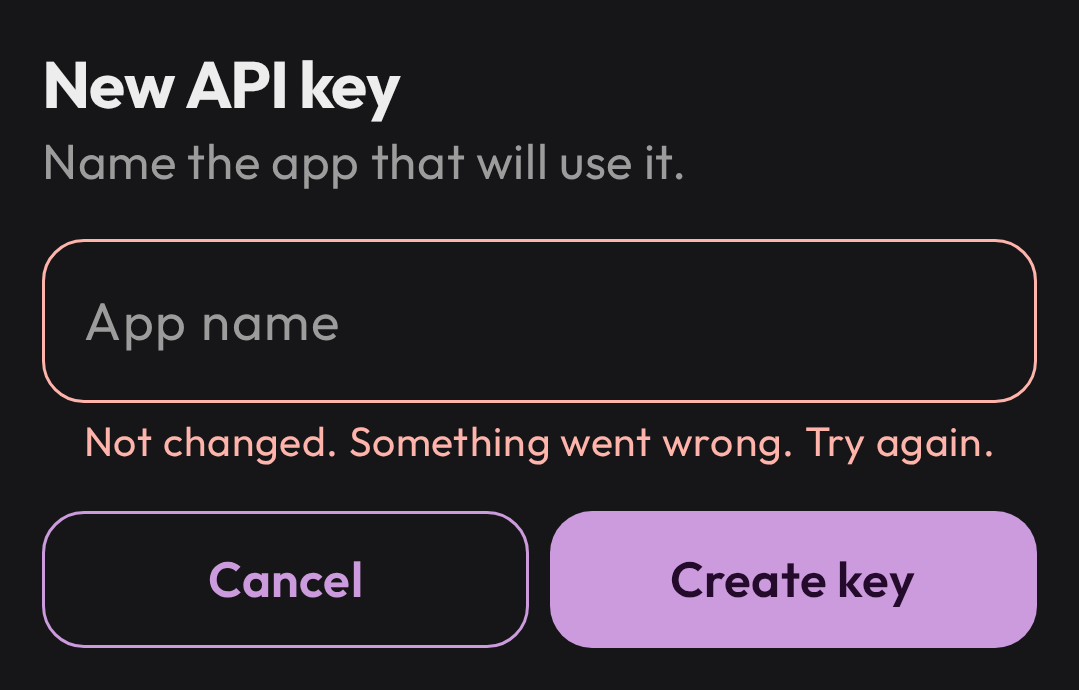 New API key
Name the app that will use it.
App name
Not changed. Something went wrong. Try again.
Cancel
Create key